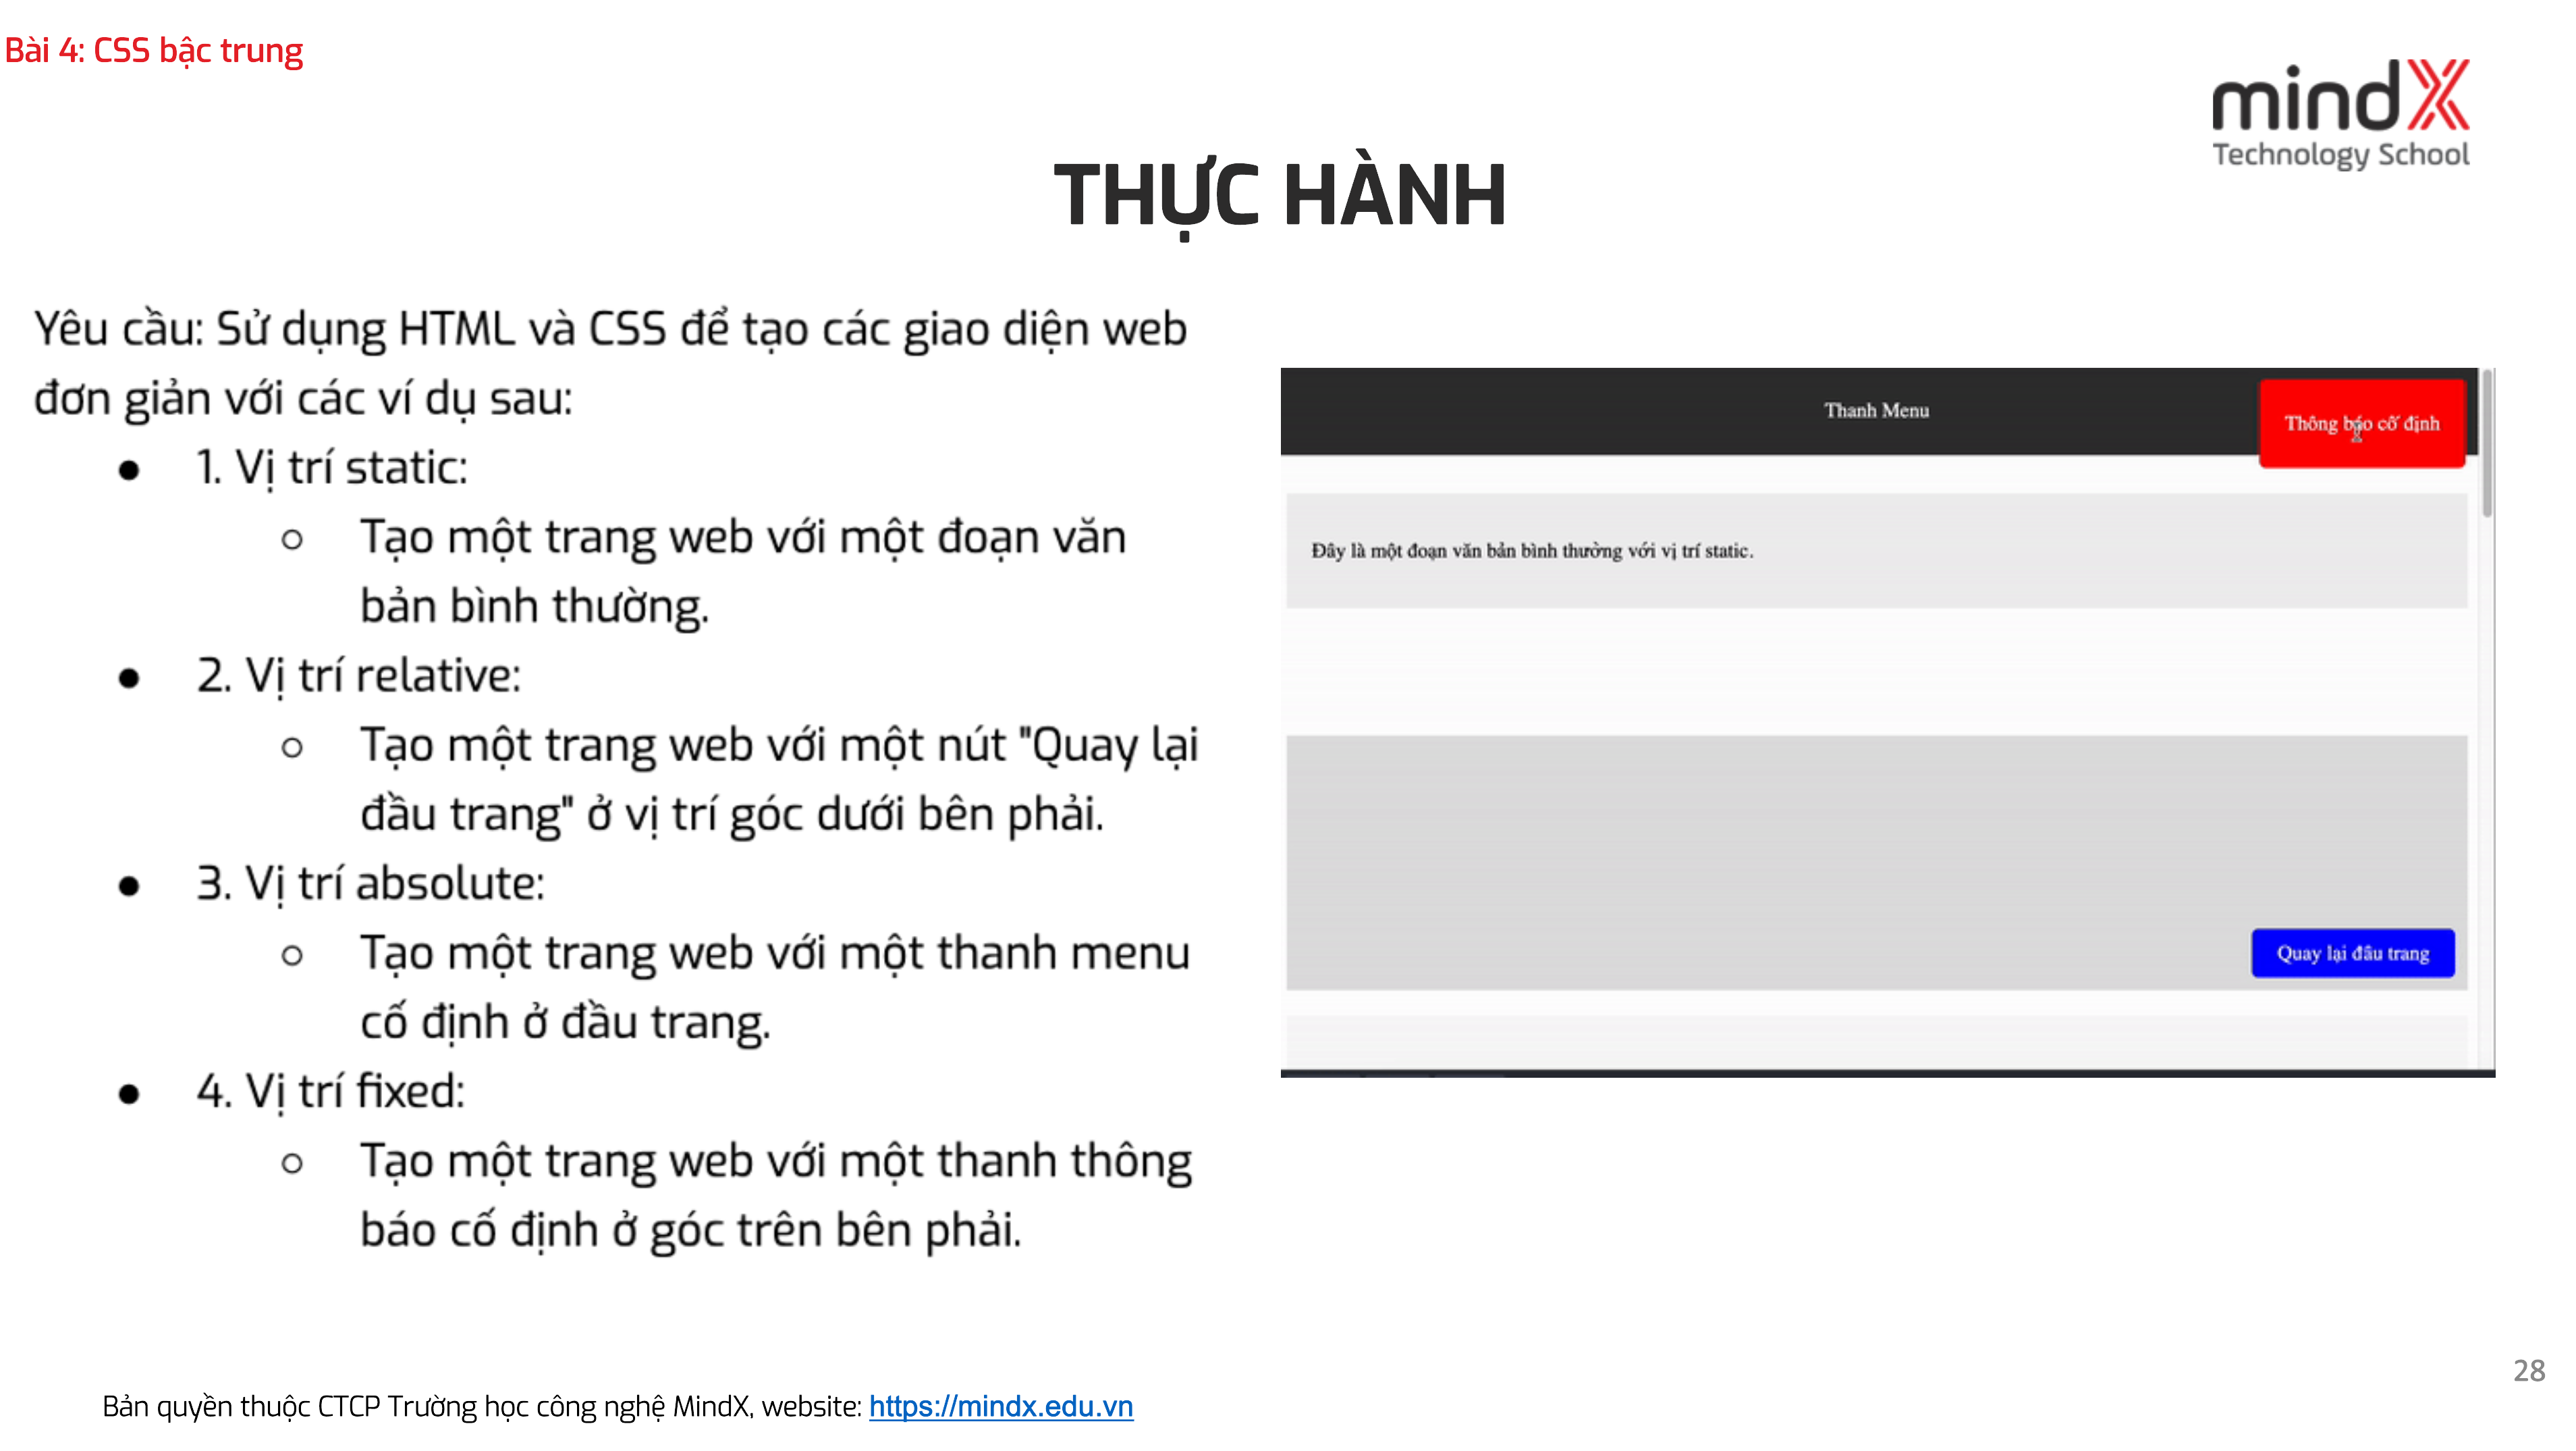 Bài 4: CSS bậc trung
mindX
Technology School
THỰC HÀNH
Yêu cầu: Sử dụng HTML và CSS để tạo các giao diện web
đơn giản với các ví dụ sau:
● 1. Vị trí static:
○ Tạo một trang web với một đoạn văn
bản bình thường.
● 2. Vị trí relative:
○ Tạo một trang web với một nút "Quay lại
đầu trang" ở vị trí góc dưới bên phải.
● 3. Vị trí absolute:
○ Tạo một trang web với một thanh menu
cố định ở đầu trang.
● 4. Vị trí fixed:
○ Tạo một trang web với một thanh thông
báo cố định ở góc trên bên phải.
Thanh Menu
Thông báo cố định
Đây là một đoạn văn bản bình thường với vị trí static.
Quay lại đầu trang
28
Bản quyền thuộc CTCP Trường học công nghệ MindX, website: https://mindx.edu.vn